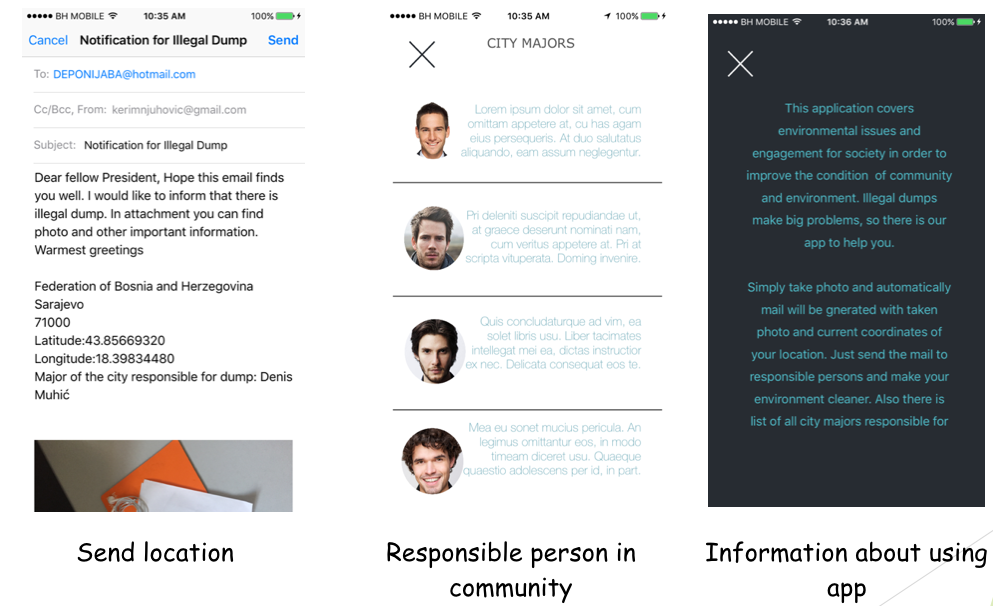 BH MOBILE 10:35 AM 100%
Cancel Notification for Illegal Dump Send
To: DEPONIJABA@hotmail.com
Cc/Bcc, From: kerimnjuhovic@gmail.com
Subject: Notification for Illegal Dump
Dear fellow President, Hope this email finds
you well. I would like to inform that there is
illegal dump. In attachment you can find
photo and other important information.
Warmest greetings
Federation of Bosnia and Herzegovina
Sarajevo
71000
Latitude:43.85669320
Longitude:18.39834480
Major of the city responsible for dump: Denis
Muhić
Send location
BH MOBILE 10:35 AM 100%
CITY MAJORS
Lorem ipsum dolor sit amet, cum
omittam appetere at, cu has agam
eius persequeris. At duo salutatus
aliquando, eam assum neglegentur.
Pri deleniti suscipit repudiandae ut,
at graece deserunt nominati nam,
cum veritus appetere at. Pri at
scripta vituperata. Doming invenire.
Quis concludaturque ad vim, ea
solet libris usu. Liber tacimates
intellegat mei ea, dictas instructior
ex nec. Delicata consequat eos te.
Mea eu sonet mucius pericula. An
legimus omittantur eos, in modo
timeam diceret usu. Quaeque
quaestio adolescens per id, in part.
Responsible person in
community
BH MOBILE 10:36 AM 100%
This application covers
environmental issues and
engagement for society in order to
improve the condition of community
and environment. Illegal dumps
make big problems, so there is our
app to help you.
Simply take photo and automatically
mail will be gnerated with taken
photo and current coordinates of
your location. Just send the mail to
responsible persons and make your
environment cleaner. Also there is
list of all city majors responsible for
Information about using
app